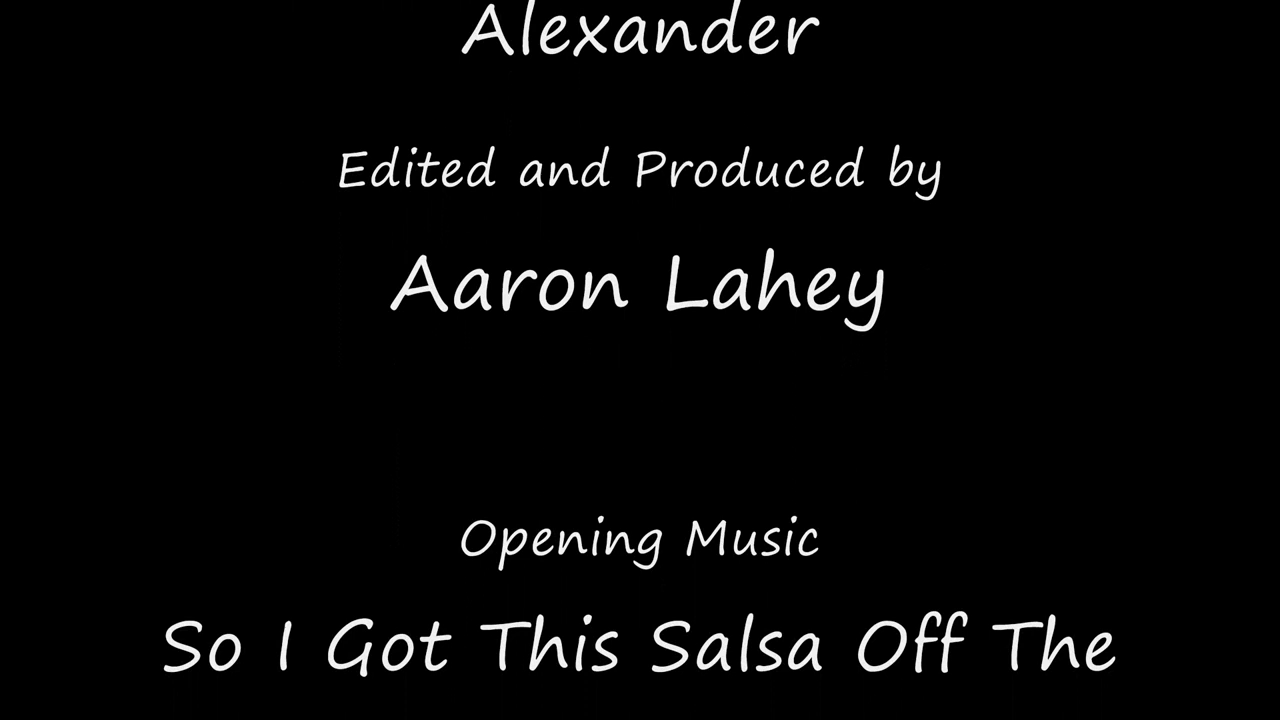 Alexander
Edited and Produced by
Aaron Lahey
Opening Music
So I Got This Salsa Off The